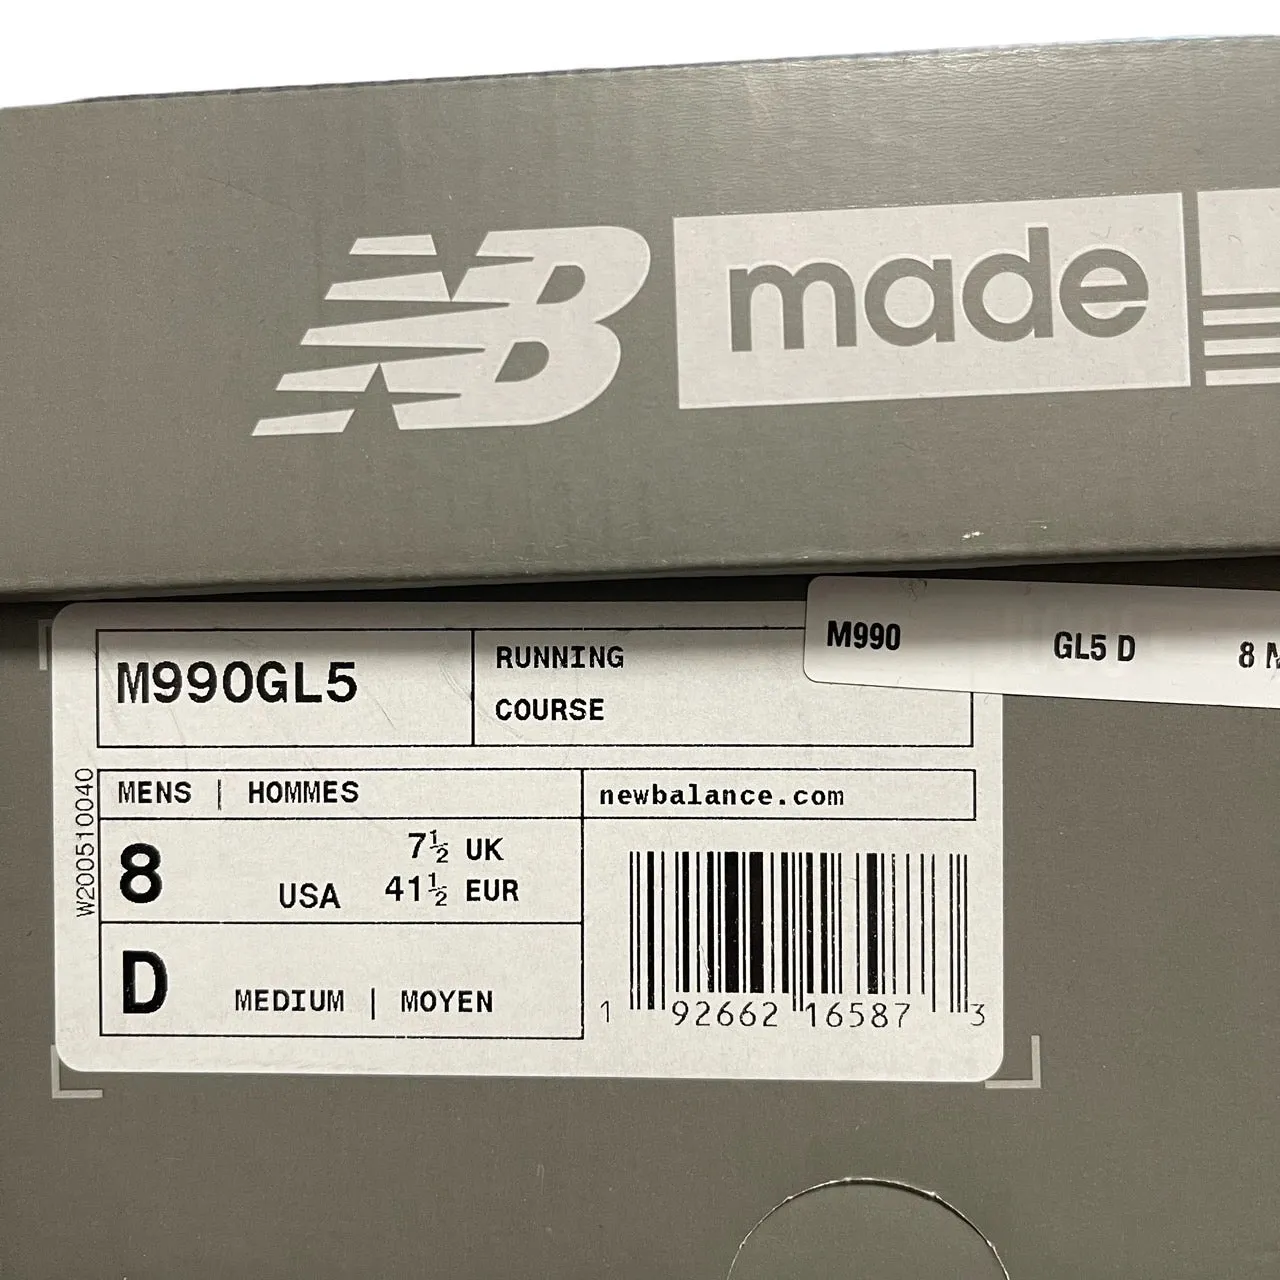 NB made
M990 GL5 D 8
M990GL5
RUNNING
COURSE
MENS | HOMMES
newbalance.com
8 USA 7½ UK
41½ EUR
D MEDIUM | MOYEN
W200510040
1 92662 16587 3